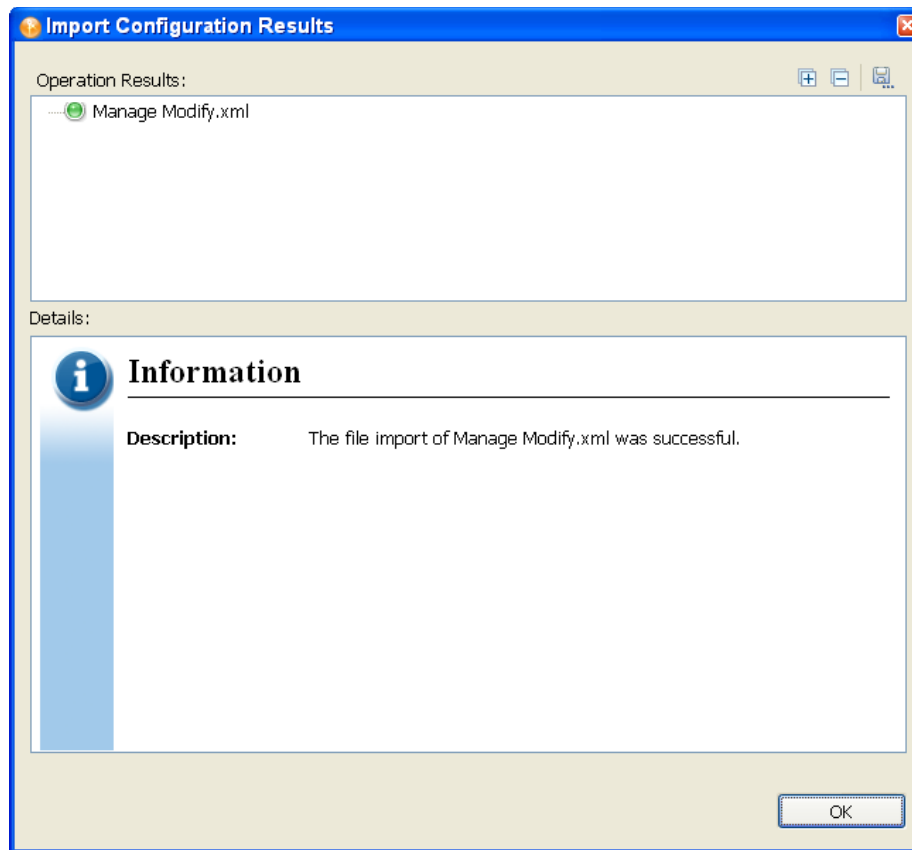 Import Configuration Results
Operation Results:
Manage Modify.xml
Details:
Information
Description: The file import of Manage Modify.xml was successful.
OK